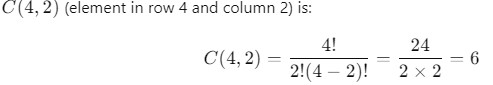 C(4, 2) (element in row 4 and column 2) is:
C(4, 2) = 4! / 2!(4 − 2)! = 24 / 2 × 2 = 6